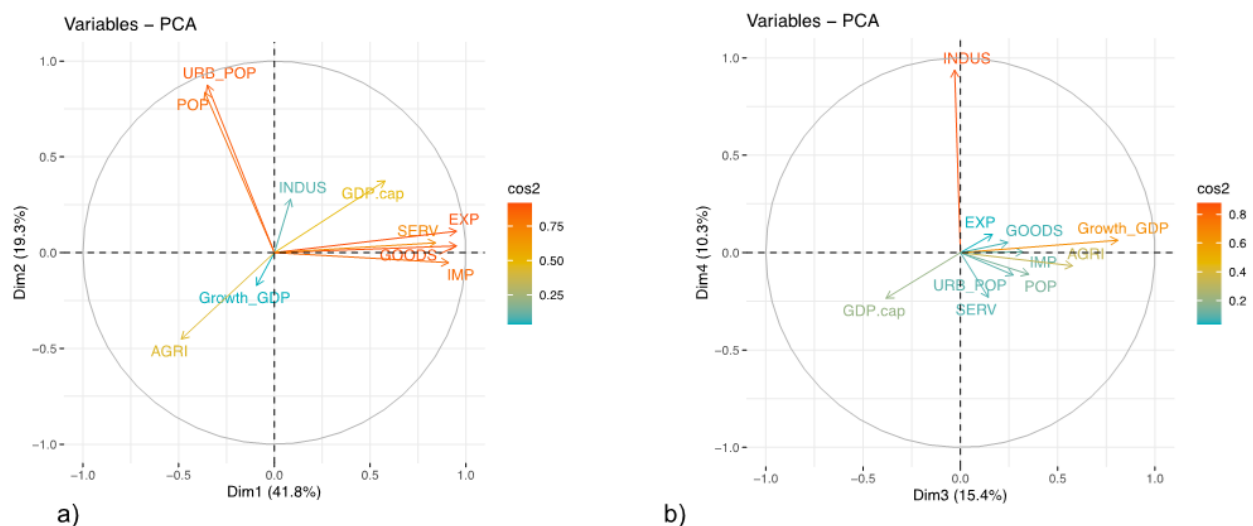 Variables − PCA
1.0
0.5
0.0
−0.5
−1.0
Dim2 (19.3%)
URB_POP
POP
INDUS
GDP.cap
EXP
SERV
GOODS
IMP
Growth_GDP
AGRI
−1.0 −0.5 0.0 0.5 1.0
Dim1 (41.8%)
cos2
0.75
0.50
0.25
a)
Variables − PCA
1.0
0.5
0.0
−0.5
−1.0
Dim4 (10.3%)
INDUS
EXP
GOODS
Growth_GDP
IMP
AGRI
URB_POP
POP
GDP.cap
SERV
−1.0 −0.5 0.0 0.5 1.0
Dim3 (15.4%)
cos2
0.8
0.6
0.4
0.2
b)